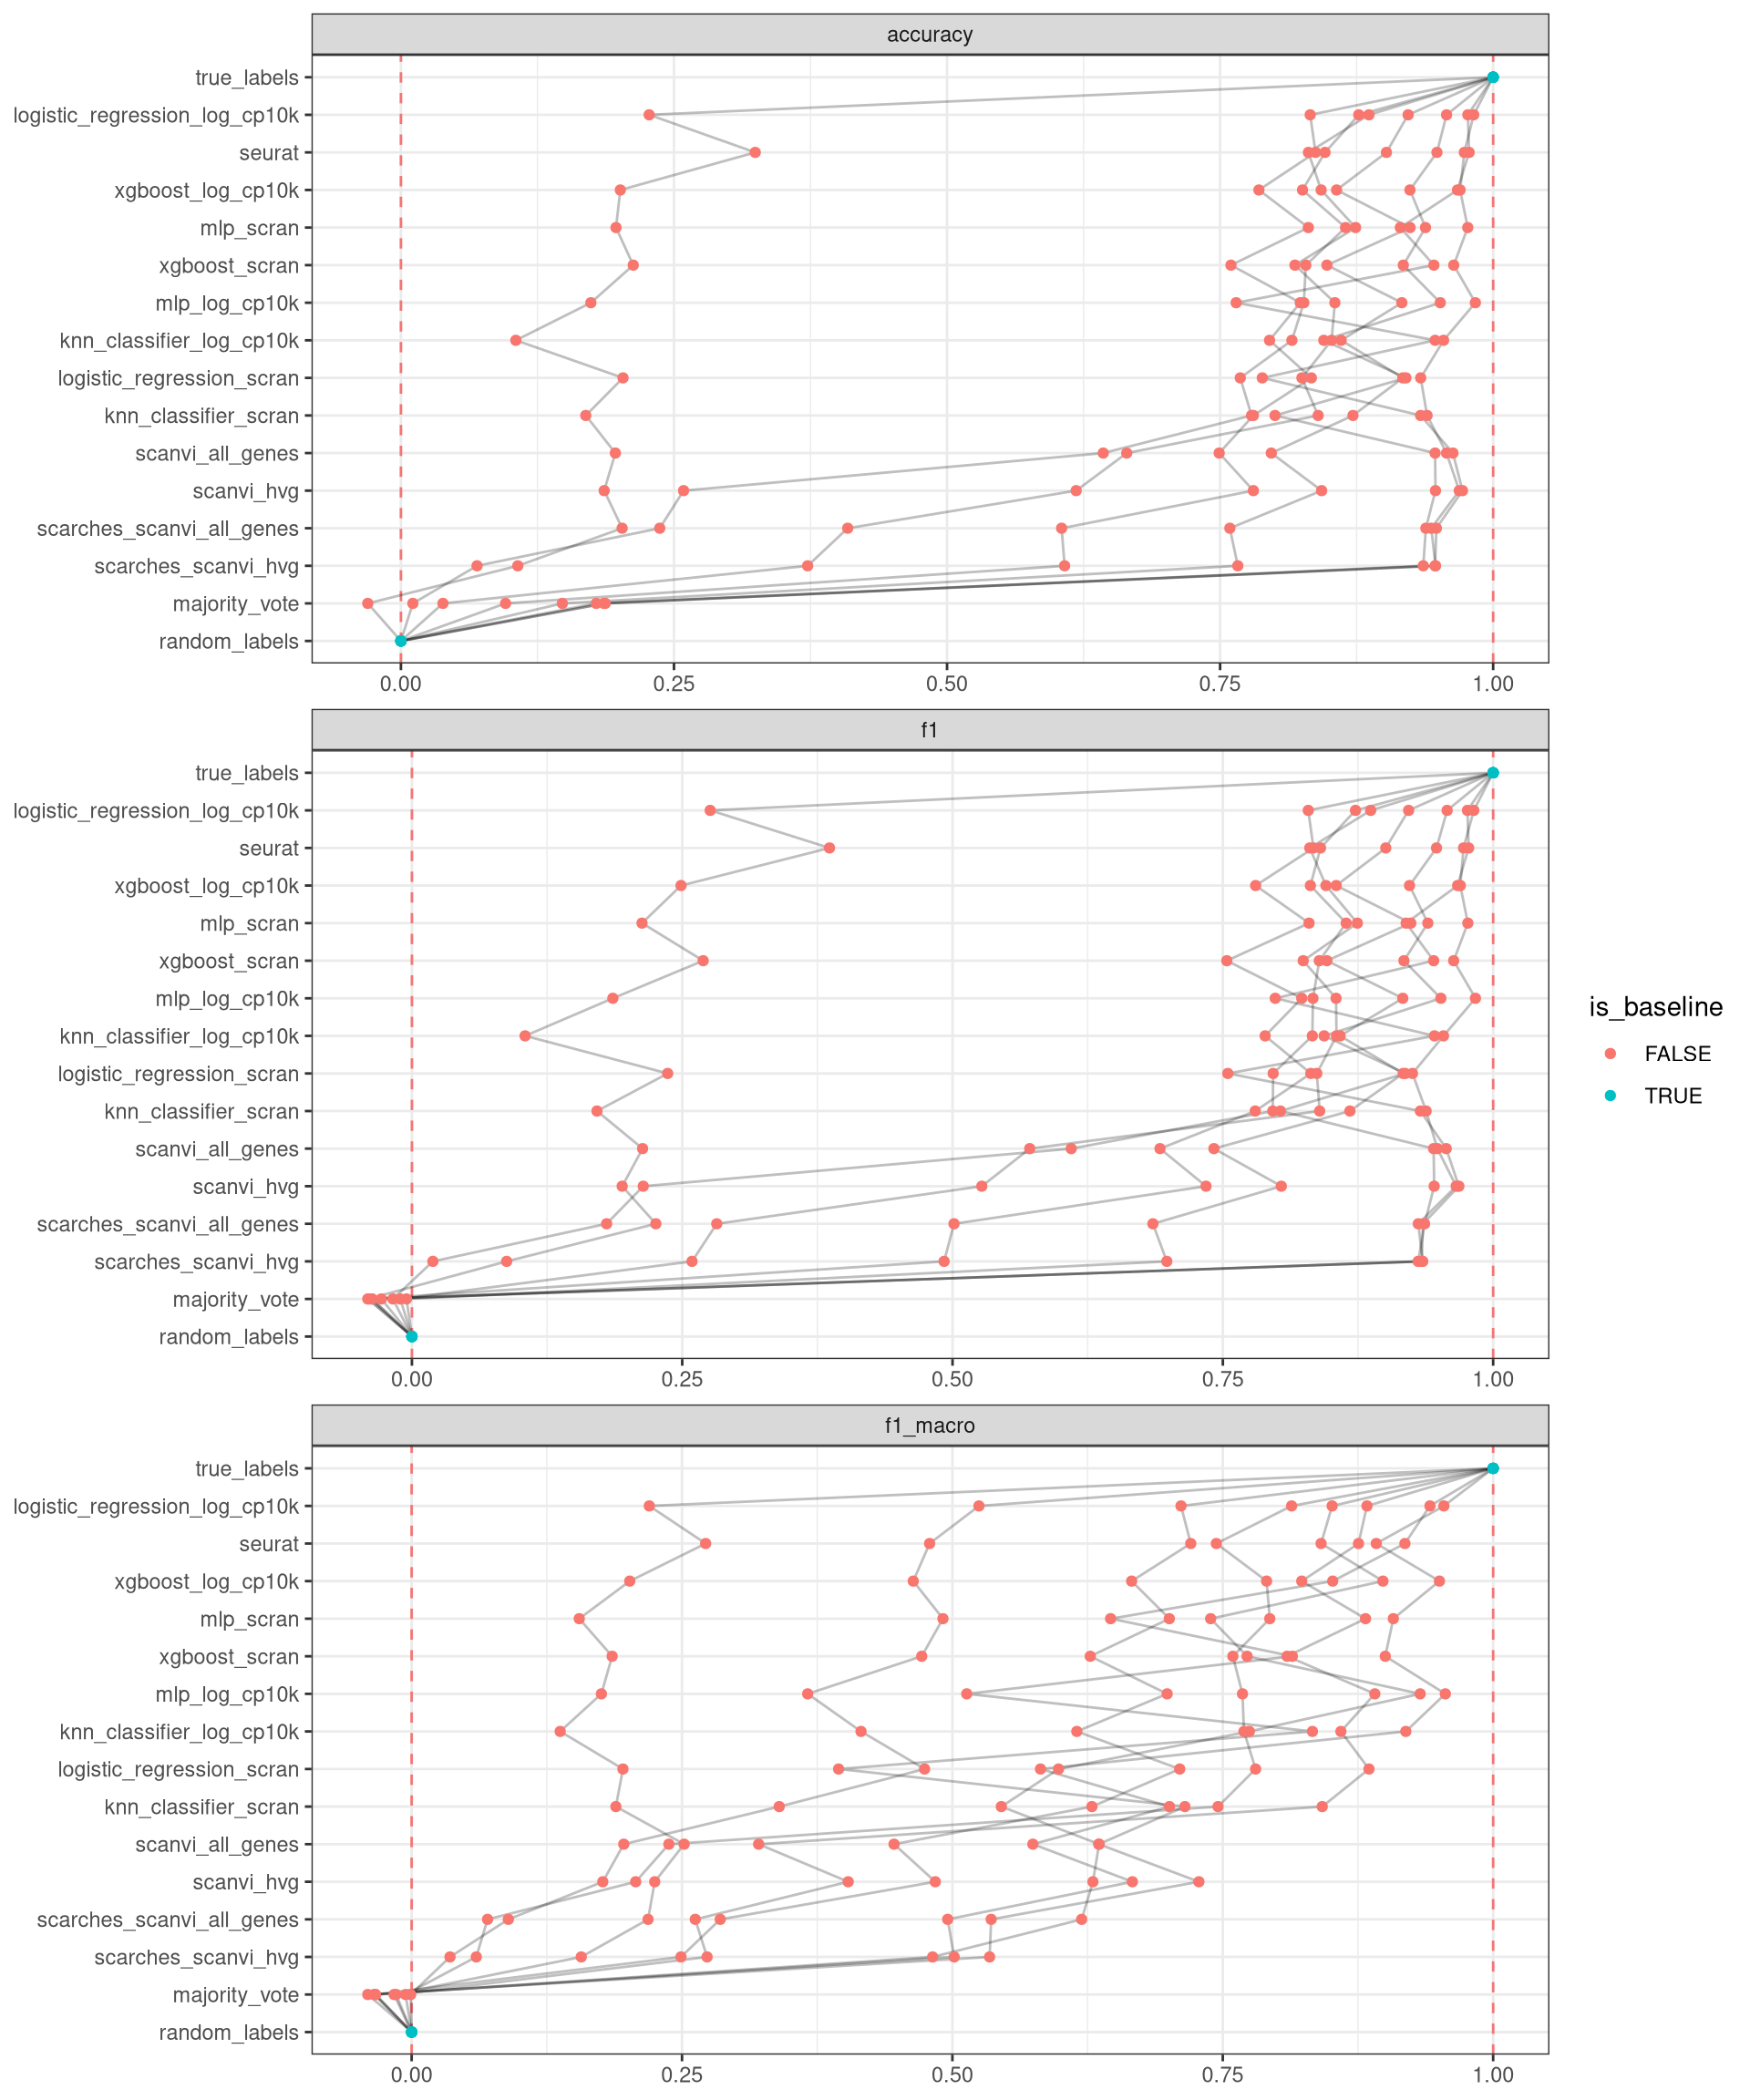 accuracy
true_labels
logistic_regression_log_cp10k
seurat
xgboost_log_cp10k
mlp_scran
xgboost_scran
mlp_log_cp10k
knn_classifier_log_cp10k
logistic_regression_scran
knn_classifier_scran
scanvi_all_genes
scanvi_hvg
scarches_scanvi_all_genes
scarches_scanvi_hvg
majority_vote
random_labels
0.00 0.25 0.50 0.75 1.00
f1
true_labels
logistic_regression_log_cp10k
seurat
xgboost_log_cp10k
mlp_scran
xgboost_scran
mlp_log_cp10k
knn_classifier_log_cp10k
logistic_regression_scran
knn_classifier_scran
scanvi_all_genes
scanvi_hvg
scarches_scanvi_all_genes
scarches_scanvi_hvg
majority_vote
random_labels
0.00 0.25 0.50 0.75 1.00
f1_macro
true_labels
logistic_regression_log_cp10k
seurat
xgboost_log_cp10k
mlp_scran
xgboost_scran
mlp_log_cp10k
knn_classifier_log_cp10k
logistic_regression_scran
knn_classifier_scran
scanvi_all_genes
scanvi_hvg
scarches_scanvi_all_genes
scarches_scanvi_hvg
majority_vote
random_labels
0.00 0.25 0.50 0.75 1.00
is_baseline
FALSE
TRUE